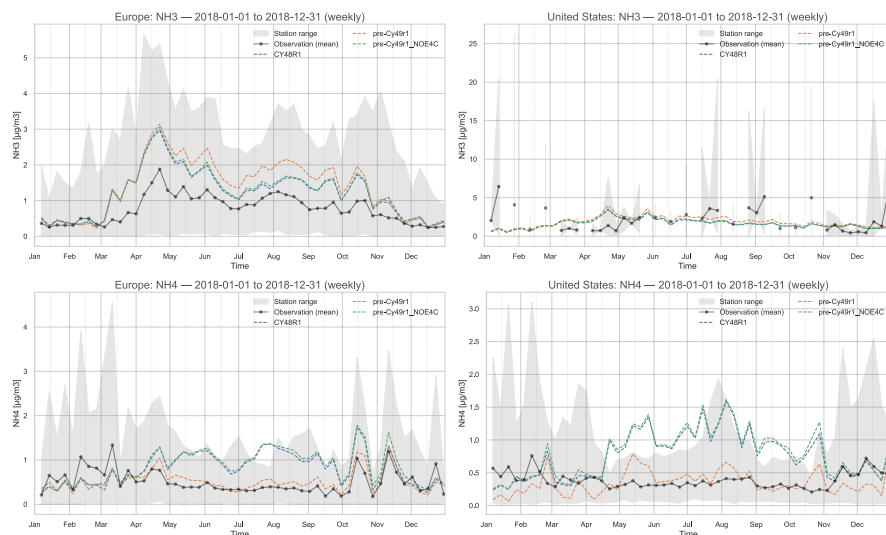 Europe: NH3 — 2018-01-01 to 2018-12-31 (weekly)
Station range
Observation (mean)
CY48R1
pre-Cy49r1
pre-Cy49r1_NOE4C
NH3 [µg/m3]
5
4
3
2
1
0
Jan Feb Mar Apr May Jun Jul Aug Sep Oct Nov Dec
Time
United States: NH3 — 2018-01-01 to 2018-12-31 (weekly)
Station range
Observation (mean)
CY48R1
pre-Cy49r1
pre-Cy49r1_NOE4C
NH3 [µg/m3]
25
20
15
10
5
0
Jan Feb Mar Apr May Jun Jul Aug Sep Oct Nov Dec
Time
Europe: NH4 — 2018-01-01 to 2018-12-31 (weekly)
Station range
Observation (mean)
CY48R1
pre-Cy49r1
pre-Cy49r1_NOE4C
NH4 [µg/m3]
4
3
2
1
0
Jan Feb Mar Apr May Jun Jul Aug Sep Oct Nov Dec
Time
United States: NH4 — 2018-01-01 to 2018-12-31 (weekly)
Station range
Observation (mean)
CY48R1
pre-Cy49r1
pre-Cy49r1_NOE4C
NH4 [µg/m3]
3.0
2.5
2.0
1.5
1.0
0.5
0.0
Jan Feb Mar Apr May Jun Jul Aug Sep Oct Nov Dec
Time